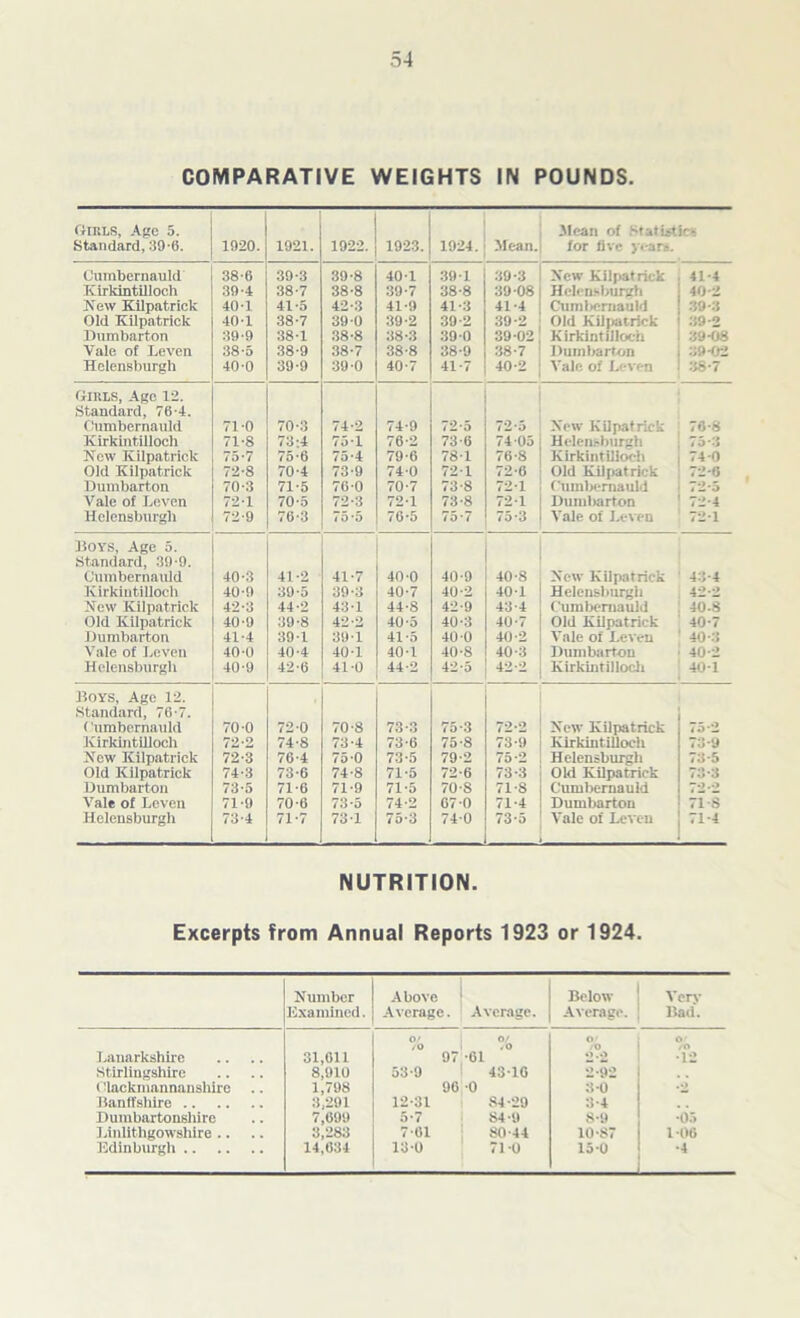 54
COMPARATIVE WEIGHTS IN POUNDS.
Girls, Age 5. Mean of Statistics
Standard, 39·6. 1920. 1921. 1922. 1923. 1924. Mean. for five years.
Cumbernauld 38·6 39·3 39·8 40·1 39·1 39·3 New Kilpatrick 41·4
Kirkintilloch 39·4 38·7 38·8 39·7 38·8 39·08 Helensburgh 40·2
New Kilpatrick 40·1 41·5 42·3 41·9 41·3 41·4 Cumbernauld 39·3
Old Kilpatrick 40·1 38·7 39·0 39·2 39·2 39·2 Old Kilpatrick 39·2
Dumbarton 39·9 38·1 38·8 38·3 39·0 39·02 Kirkintilloch 39·08
Vale of Leven 38·5 38·9 38·7 38·8 38·9 38·7 Dumbarton 39·02
Helensburgh 40·0 39·9 39·0 40·7 41·7 40·2 Vale of Leven 38·7
Girls, Age 12.
Standard, 76·4.
Cumbernauld 71·0 70·3 74·2 74·9 72·5 72·5 New Kilpatrick 76·8
Kirkintilloch 71·8 73;4 75·1 76·2 73·6 74·05 Helensburgh 75·3
New Kilpatrick 75·7 75·6 75·4 79·6 78·1 76·8 Kirkintilloch 74·0
Old Kilpatrick 72·8 70·4 73·9 74·0 72·1 72·6 Old Kilpatrick 72·6
Dumbarton 70·3 71·5 76·0 70·7 73·8 72·1 Cumbernauld 72·5
Vale of Leven 72·1 70·5 72·3 72·1 73·8 72·1 Dumbarton 72·4
Helensburgh 72·9 76·3 75·5 76·5 75·7 75·3 Vale of Leven 72·1
Boys, Age 5.
Standard, 39·9.
Cumbernauld 40·3 41·2 41·7 40·0 40·9 40·8 New Kilpatrick 43·4
Kirkintilloch 40·9 39·5 39·3 40·7 40·2 40·1 Helensburgh 42·2
New Kilpatrick 42·3 44·2 43·1 44·8 42·9 43·4 Cumbernauld 40.8
Old Kilpatrick 40·9 39·8 42·2 40·5 40·3 40·7 Old Kilpatrick 40·7
Dumbarton 41·4 39·1 39·1 41·5 40·0 40·2 Vale of Leven 40·3
Vale of Leven 40·0 40·4 40·1 40·1 40·8 40·3 Dumbarton 40·2
Helensburgh 40·9 42·6 41·0 44·2 42·5 42·2 Kirkintilloch 40·1
Boys, Age 12.
Standard, 76·7.
Cumbernauld 70·0 72·0 70·8 73·3 75·3 72·2 New Kilpatrick 75·2
Kirkintilloch 72·2 74·8 73·4 73·6 75·8 73·9 Kirkintilloch 73·9
New Kilpatrick 72·3 76·4 75·0 73·5 79·2 75·2 Helensburgh 73·5
Old Kilpatrick 74·3 73·6 74·8 71·5 72·6 73·3 Old Kilpatrick 73·3
Dumbarton 73·5 71·6 71·9 71·5 70·8 71·8 Cumbernauld 72·2
Vale of Leven 71·9 70·6 73·5 74·2 67·0 71·4 Dumbarton 71·8
Helensburgh 73·4 71·7 73·1 75·3 74·0 73·5 Vale of Leven 71·4
NUTRITION.
Excerpts from Annual Reports 1923 or 1924.
Number Above Below Very
Examined. Average. Average. Average. Bad.
% % % %
Lanarkshire .. .. 31,611 97·61 2·2 ·12
Stirlingshire .. .. 8,910 53·9 43·16 2·92 ..
Clackmannanshire .. 1,798 96·0 3·0 ·2
Banffshire .. .. .. 3,291 12·31 84·29 3·4 ..
Dumbartonshire .. 7,699 5·7 84·9 8·9 ·05
Linlithgowshire .. .. 3,283 7·61 80·44 10·87 1·06
Edinburgh .. .. .. 14,634 13·0 71·0 15·0 ·4